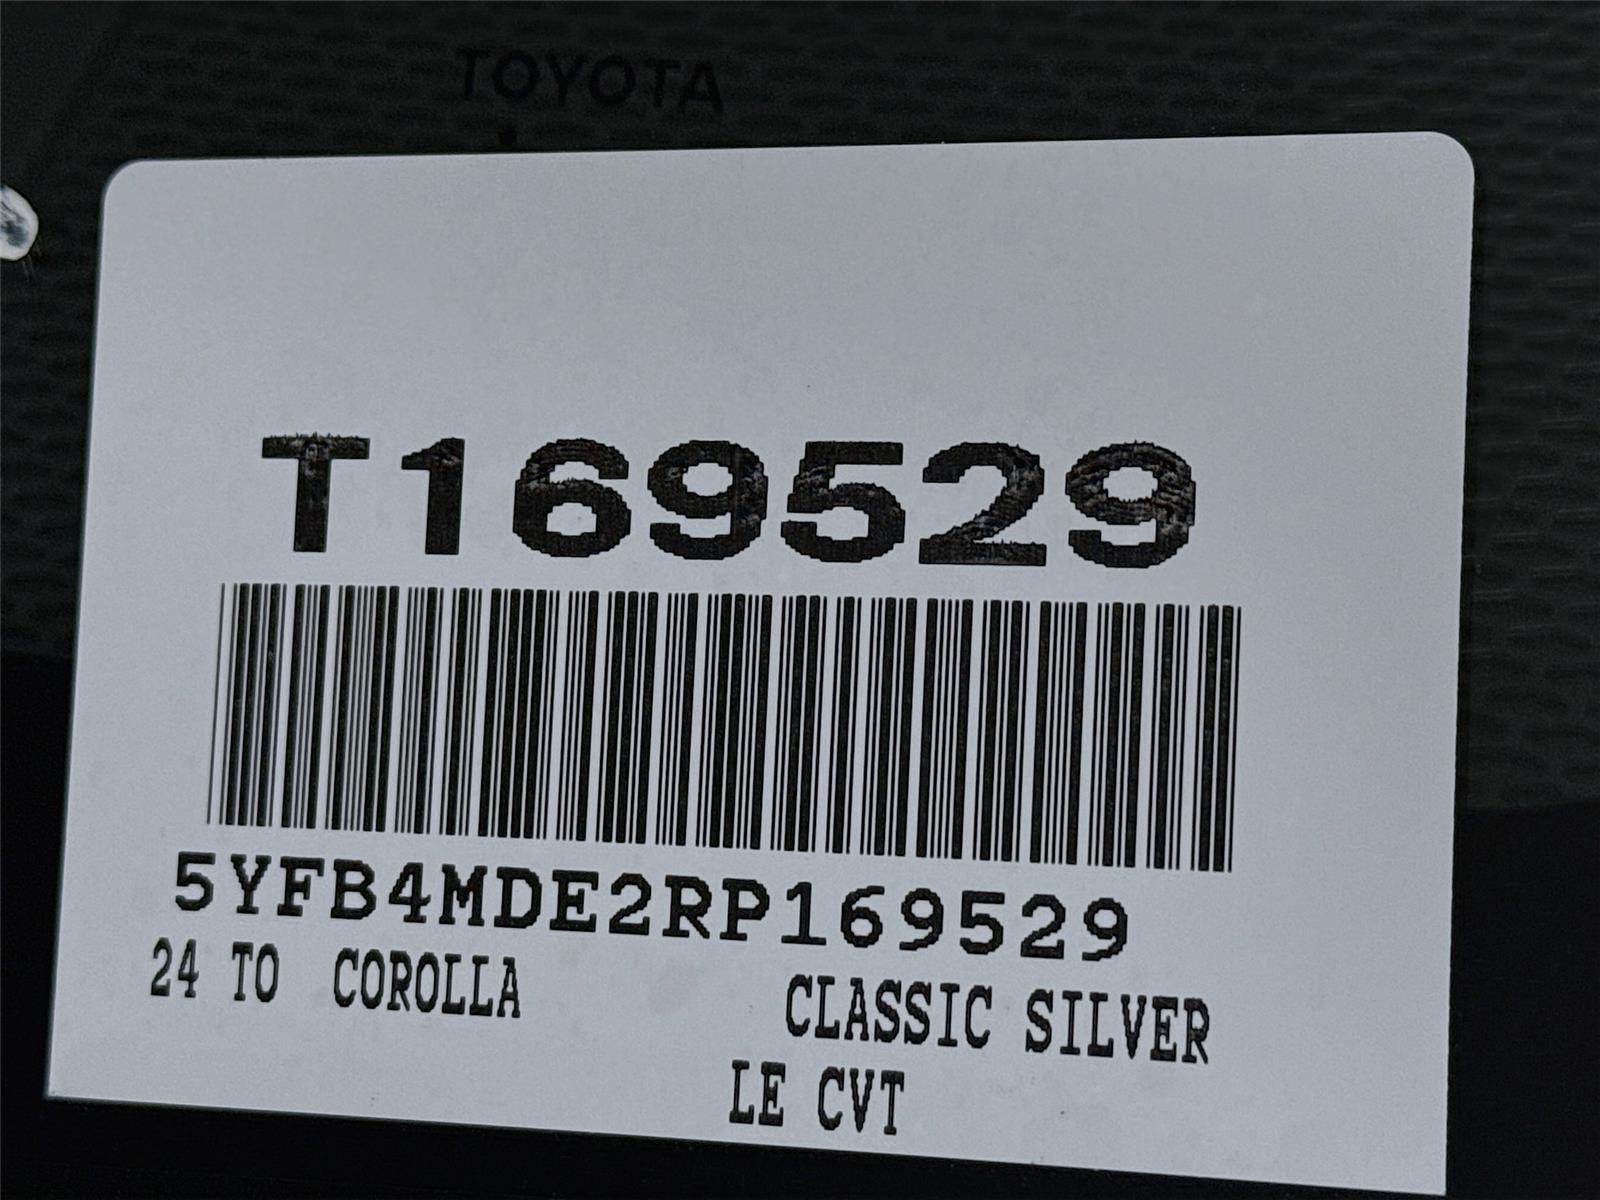 TOYOTA
T169529
5YFB4MDE2RP169529
24 TO COROLLA CLASSIC SILVER
LE CVT